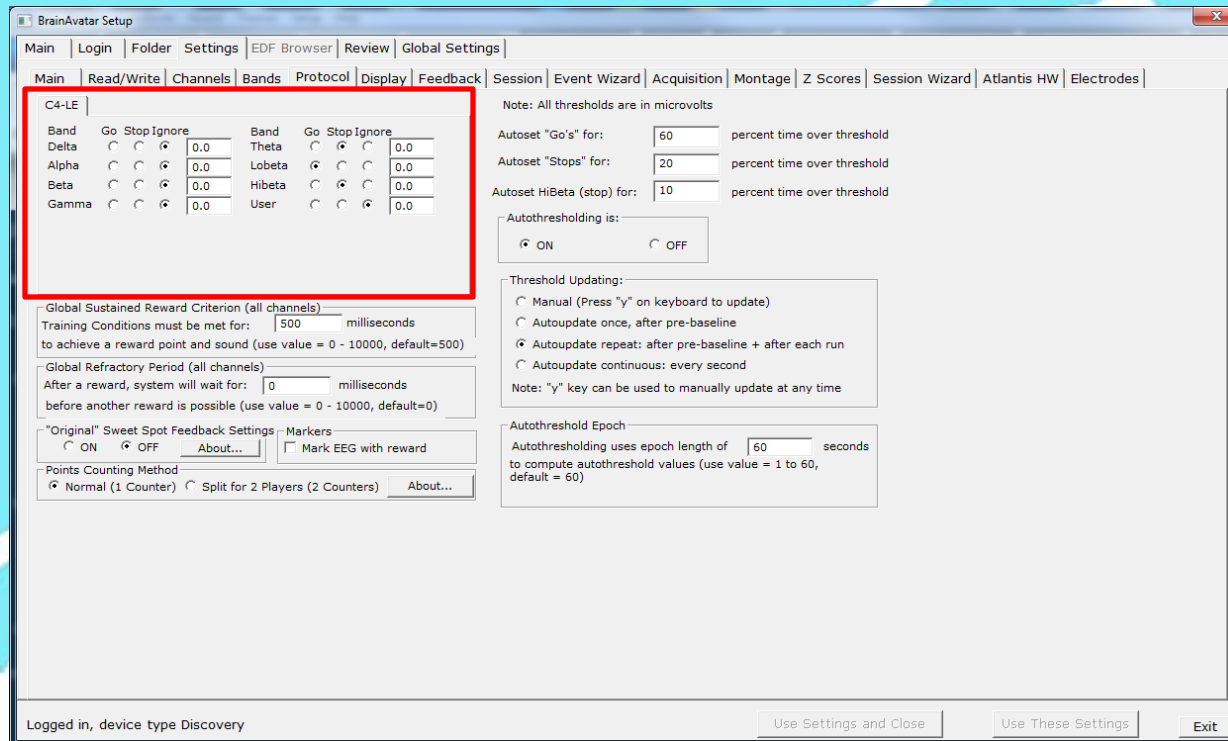 BrainAvatar Setup
Main Login Folder Settings EDF Browser Review Global Settings
Main Read/Write Channels Bands Protocol Display Feedback Session Event Wizard Acquisition Montage Z Scores Session Wizard Atlantis HW Electrodes
C4-LE
Band Go Stop Ignore Band Go Stop Ignore
Delta 0.0 Theta 0.0
Alpha 0.0 Lobeta 0.0
Beta 0.0 Hibeta 0.0
Gamma 0.0 User 0.0
Global Sustained Reward Criterion (all channels)
Training Conditions must be met for: 500 milliseconds
to achieve a reward point and sound (use value = 0 - 10000, default=500)
Global Refractory Period (all channels)
After a reward, system will wait for: 0 milliseconds
before another reward is possible (use value = 0 - 10000, default=0)
"Original" Sweet Spot Feedback Settings Markers
ON OFF About... Mark EEG with reward
Points Counting Method
Normal (1 Counter) Split for 2 Players (2 Counters) About...
Note: All thresholds are in microvolts
Autoset "Go's" for: 60 percent time over threshold
Autoset "Stops" for: 20 percent time over threshold
Autoset HiBeta (stop) for: 10 percent time over threshold
Autothresholding is:
ON OFF
Threshold Updating:
Manual (Press "y" on keyboard to update)
Autoupdate once, after pre-baseline
Autoupdate repeat: after pre-baseline + after each run
Autoupdate continuous: every second
Note: "y" key can be used to manually update at any time
Autothreshold Epoch
Autothresholding uses epoch length of 60 seconds
to compute autothreshold values (use value = 1 to 60,
default = 60)
Logged in, device type Discovery Use Settings and Close Use These Settings Exit